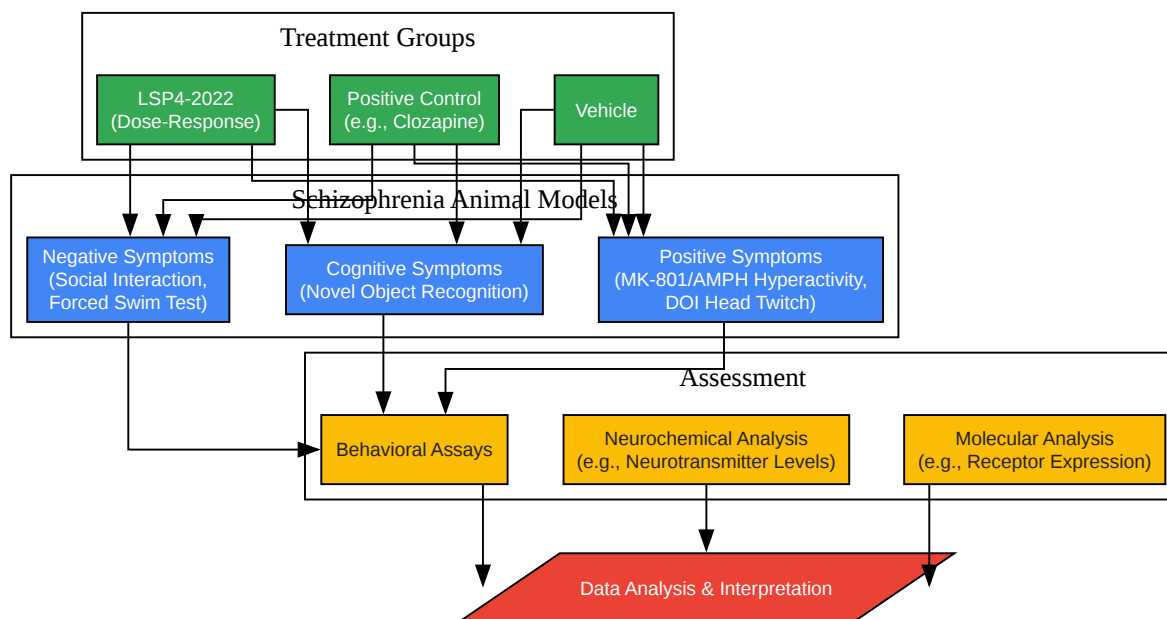 Treatment Groups
LSP4-2022
(Dose-Response)
Positive Control
(e.g., Clozapine)
Vehicle
Schizophrenia Animal Models
Negative Symptoms
(Social Interaction,
Forced Swim Test)
Cognitive Symptoms
(Novel Object Recognition)
Positive Symptoms
(MK-801/AMPH Hyperactivity,
DOI Head Twitch)
Assessment
Behavioral Assays
Neurochemical Analysis
(e.g., Neurotransmitter Levels)
Molecular Analysis
(e.g., Receptor Expression)
Data Analysis & Interpretation